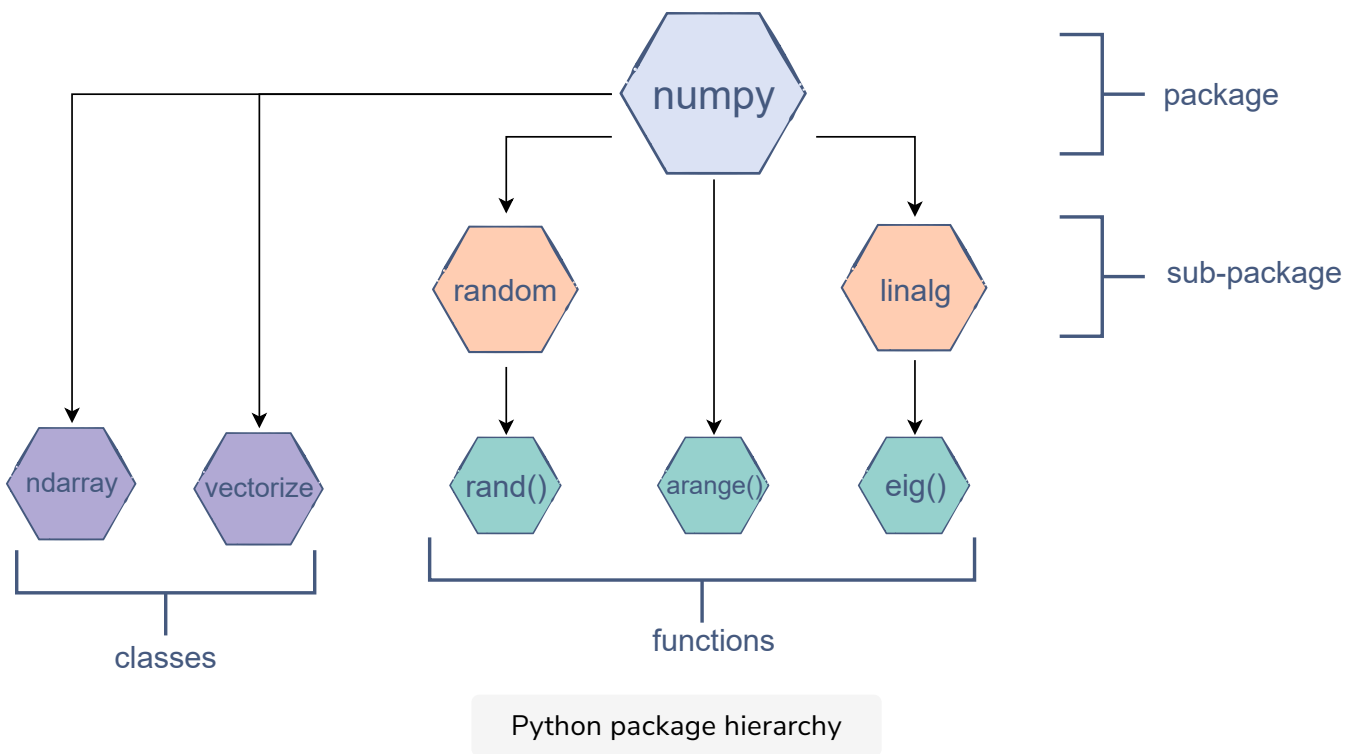 numpy
package
random
linalg
sub-package
ndarray
vectorize
rand()
arange()
eig()
classes
functions
Python package hierarchy